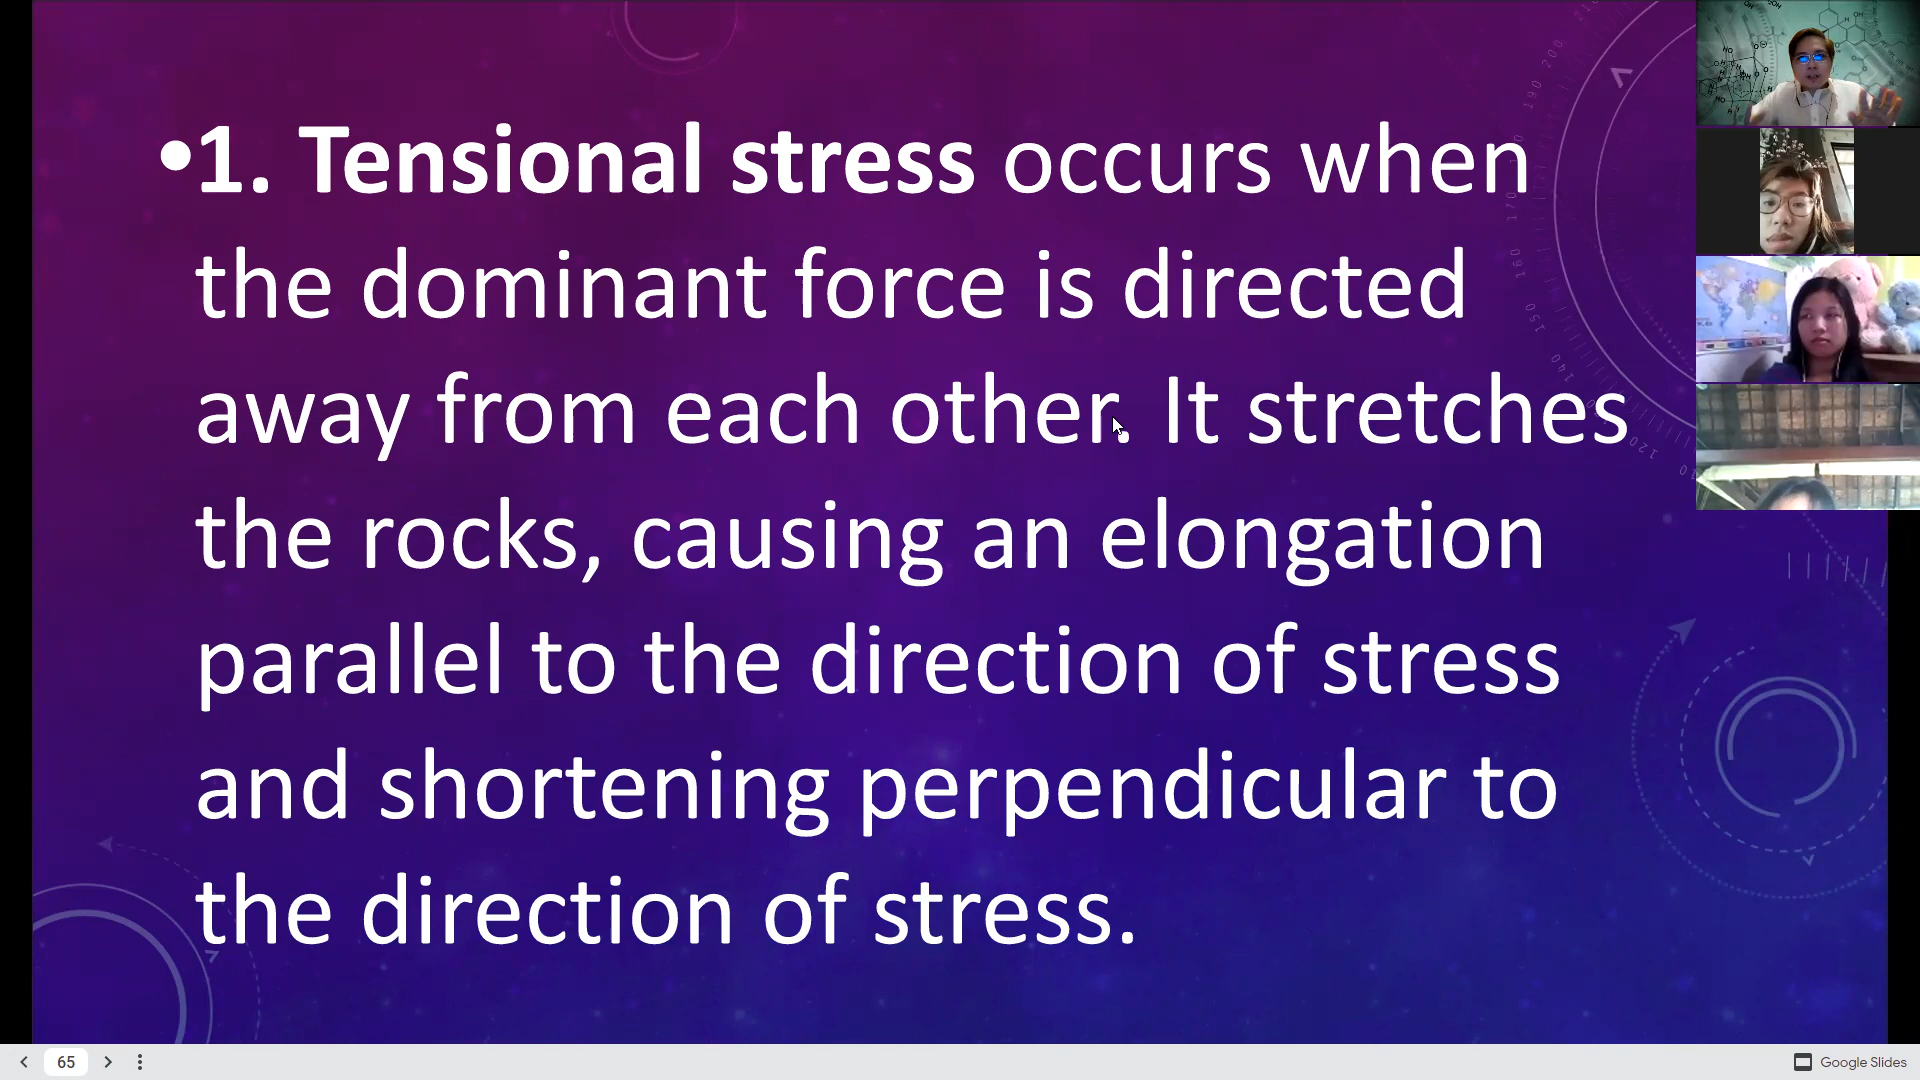 •1. Tensional stress occurs when
the dominant force is directed
away from each other. It stretches
the rocks, causing an elongation
parallel to the direction of stress
and shortening perpendicular to
the direction of stress.
65
Google Slides